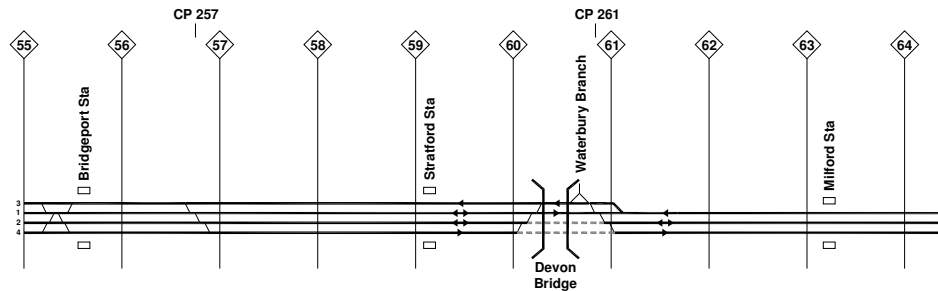 CP 257
CP 261
55
56
57
58
59
60
61
62
63
64
Bridgeport Sta
Stratford Sta
Waterbury Branch
Milford Sta
3
1
2
4
Devon
Bridge